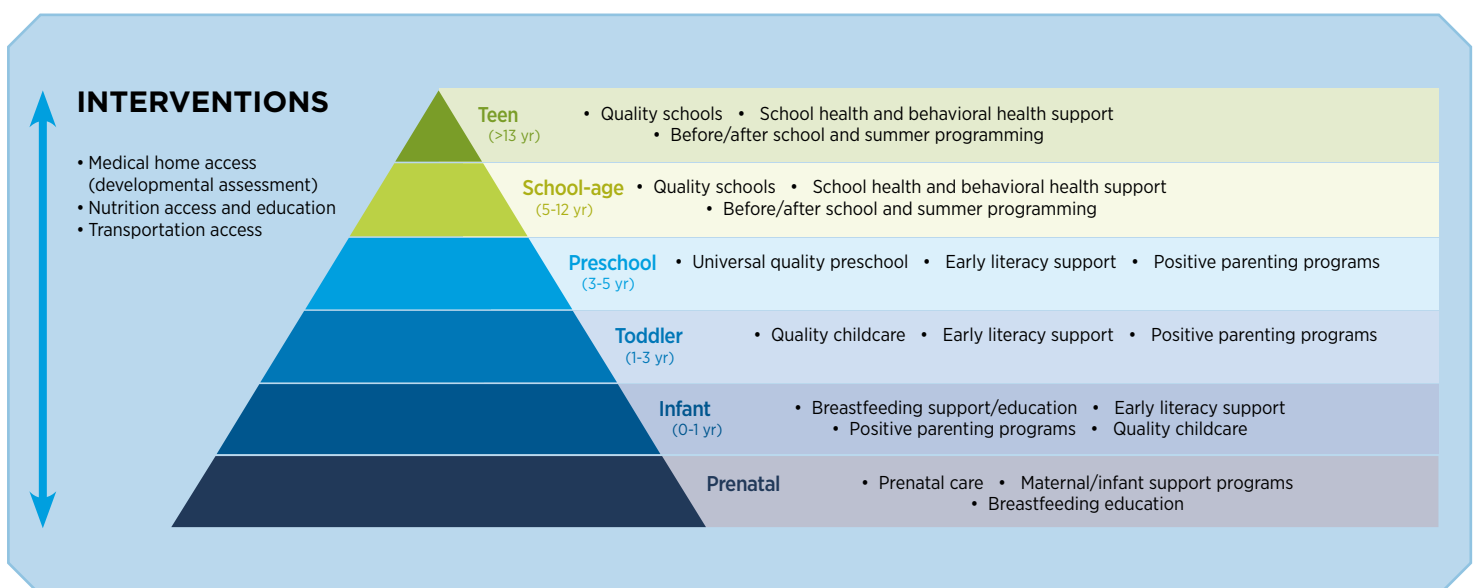 INTERVENTIONS
• Medical home access
(developmental assessment)
• Nutrition access and education
• Transportation access
Teen
(>13 yr)
• Quality schools • School health and behavioral health support
• Before/after school and summer programming
School-age
(5-12 yr)
• Quality schools • School health and behavioral health support
• Before/after school and summer programming
Preschool
(3-5 yr)
• Universal quality preschool • Early literacy support • Positive parenting programs
Toddler
(1-3 yr)
• Quality childcare • Early literacy support • Positive parenting programs
Infant
(0-1 yr)
• Breastfeeding support/education • Early literacy support
• Positive parenting programs • Quality childcare
Prenatal
• Prenatal care • Maternal/infant support programs
• Breastfeeding education